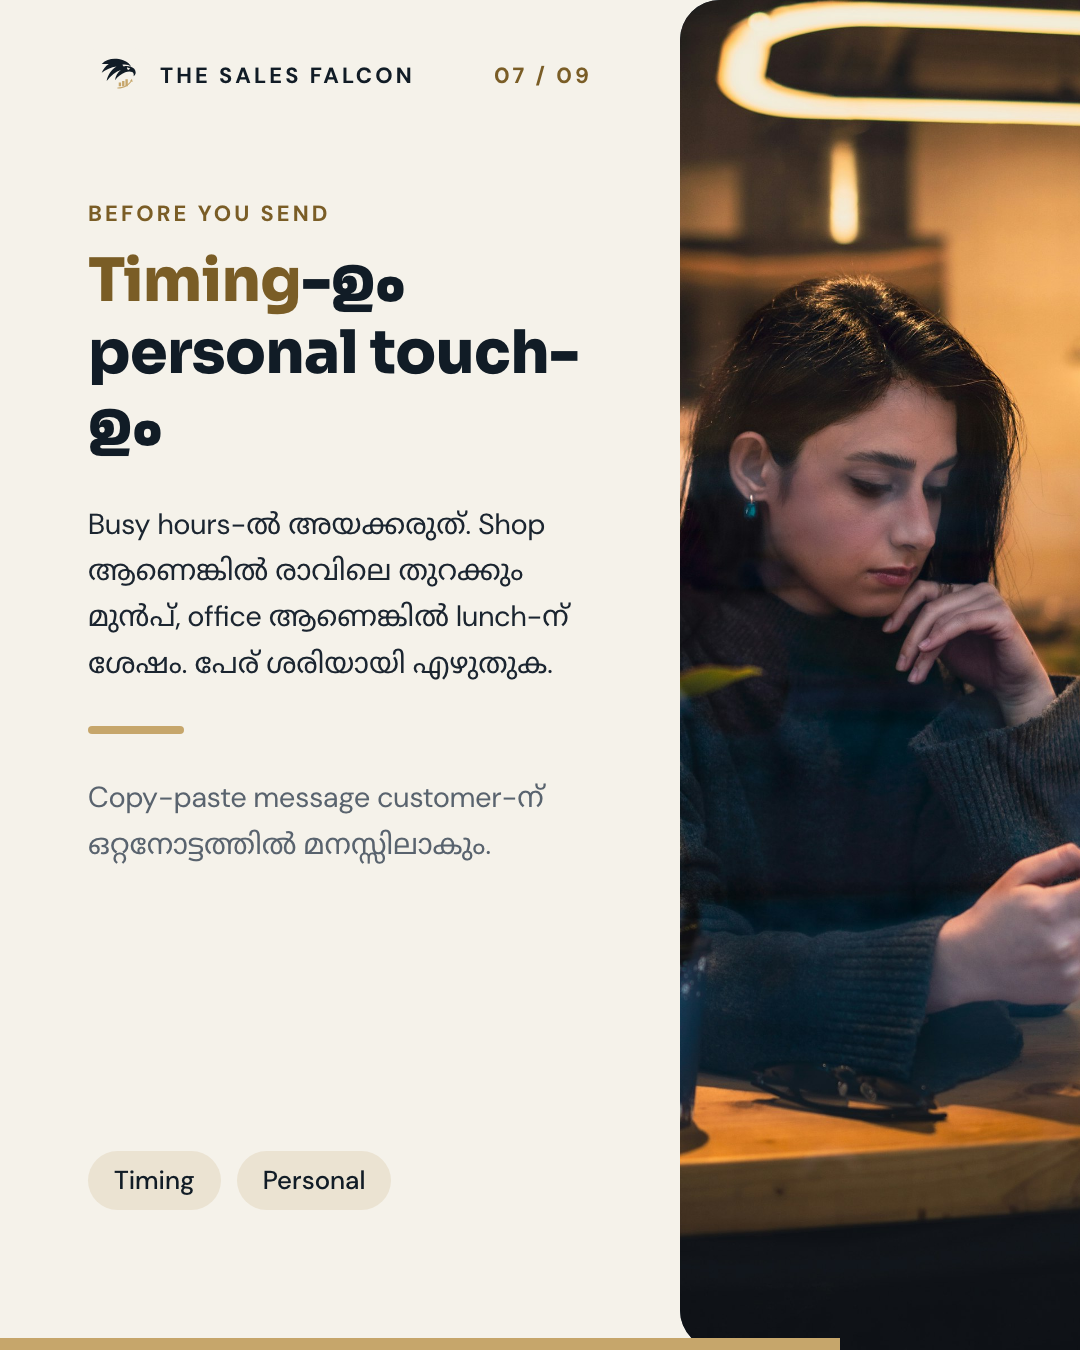 THE SALES FALCON
07 / 09
BEFORE YOU SEND
Timing-ഉം
personal touch-
ഉം
Busy hours-ൽ അയക്കരുത്. Shop
ആണെങ്കിൽ രാവിലെ തുറക്കും
മുൻപ്, office ആണെങ്കിൽ lunch-ന്
ശേഷം. പേര് ശരിയായി എഴുതുക.
Copy-paste message customer-ന്
ഒറ്റനോട്ടത്തിൽ മനസ്സിലാകും.
Timing
Personal